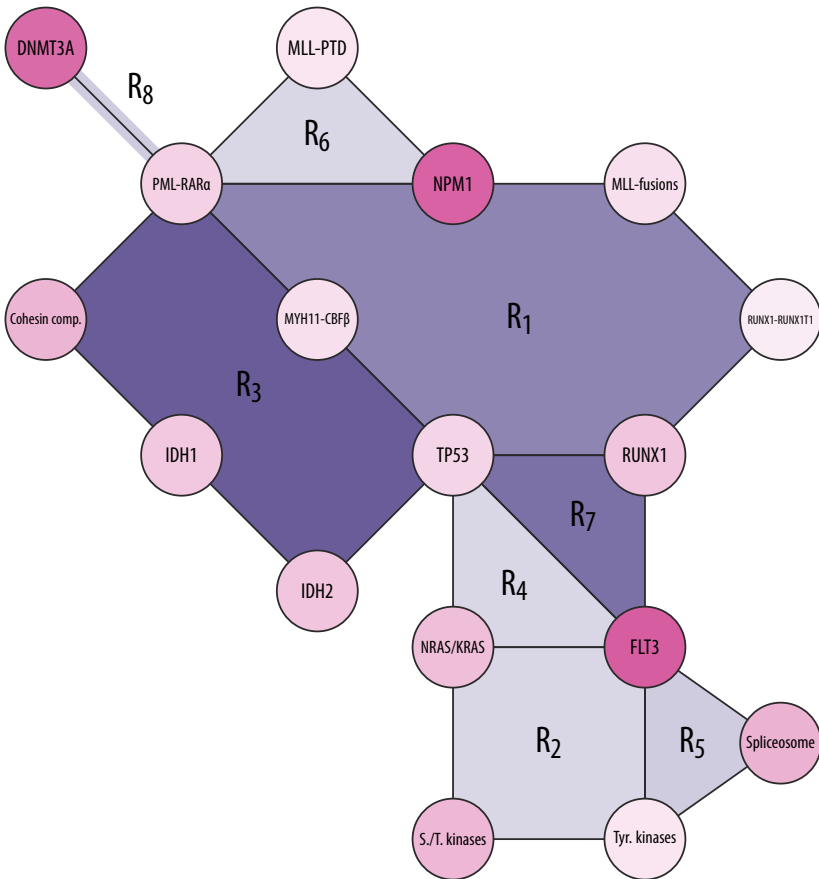 DNMT3A
MLL-PTD
R8
R6
PML-RARα
NPM1
MLL-fusions
Cohesin comp.
MYH11-CBFβ
R1
RUNX1-RUNX1T1
R3
IDH1
TP53
RUNX1
R7
IDH2
R4
NRAS/KRAS
FLT3
R2
R5
Spliceosome
S./T. kinases
Tyr. kinases